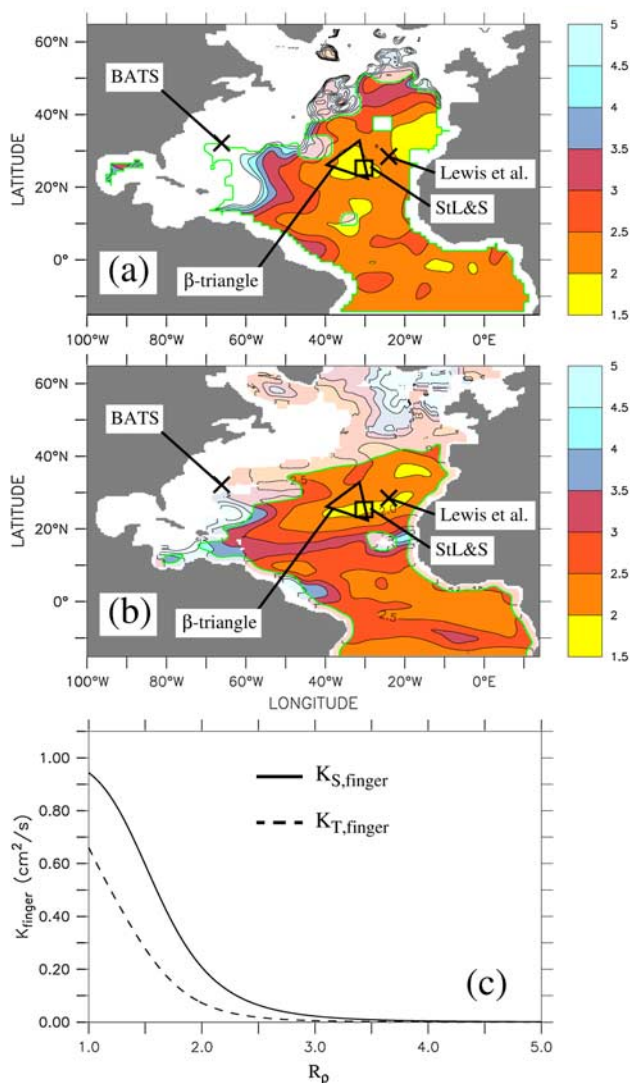 60°N
40°N
20°N
0°
LATITUDE
BATS
Lewis et al.
StL&S
β-triangle
(a)
100°W 80°W 60°W 40°W 20°W 0°E
5
4.5
4
3.5
3
2.5
2
1.5
60°N
40°N
20°N
0°
LATITUDE
BATS
Lewis et al.
StL&S
β-triangle
(b)
2.5
2.5
100°W 80°W 60°W 40°W 20°W 0°E
LONGITUDE
5
4.5
4
3.5
3
2.5
2
1.5
1.00
0.80
0.60
0.40
0.20
0.00
K_finger (cm²/s)
K_S,finger
K_T,finger
(c)
1.0 2.0 3.0 4.0 5.0
R_ρ